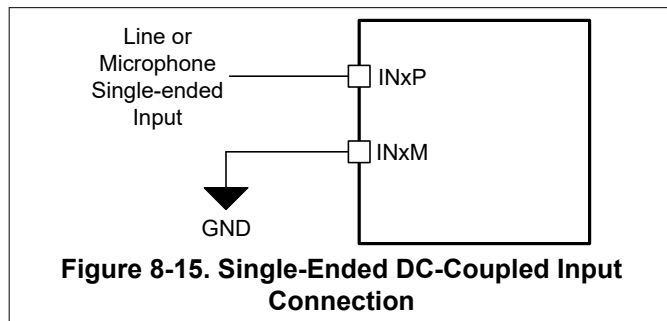 Line or
Microphone
Single-ended
Input
INxP
INxM
GND
Figure 8-15. Single-Ended DC-Coupled Input
Connection